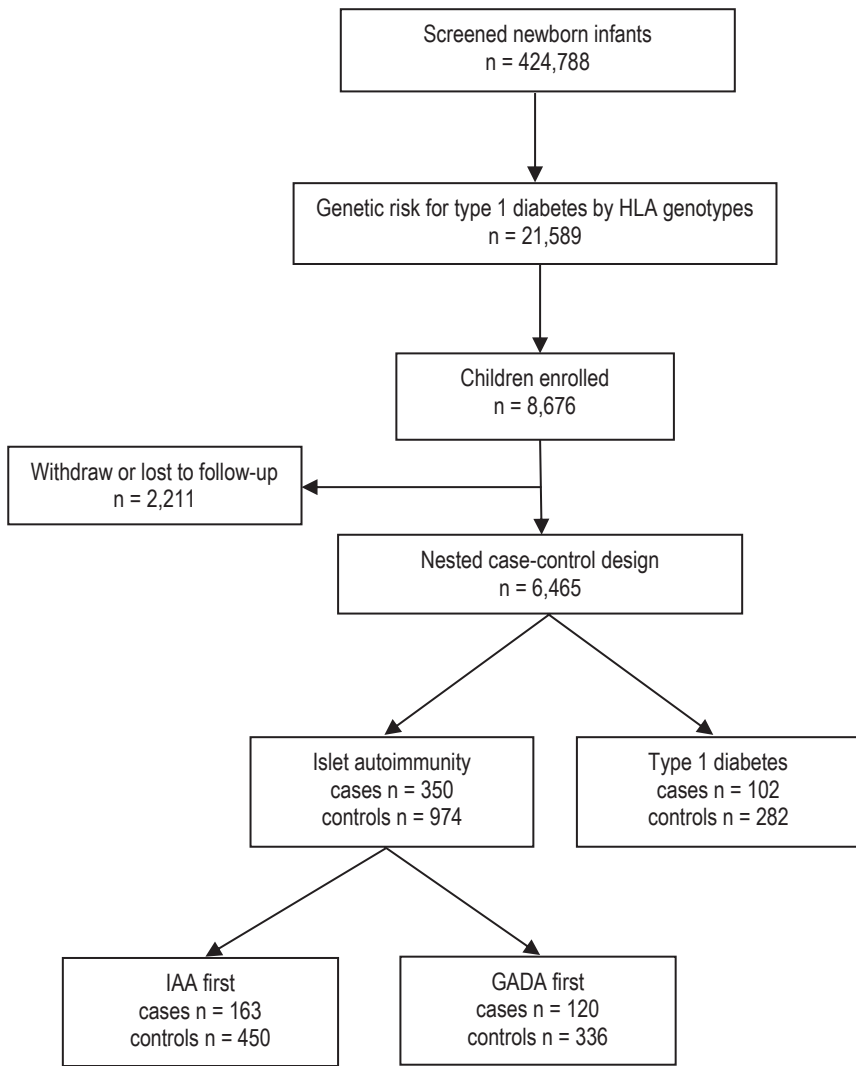 Screened newborn infants
n = 424,788
Genetic risk for type 1 diabetes by HLA genotypes
n = 21,589
Children enrolled
n = 8,676
Withdraw or lost to follow-up
n = 2,211
Nested case-control design
n = 6,465
Islet autoimmunity
cases n = 350
controls n = 974
Type 1 diabetes
cases n = 102
controls n = 282
IAA first
cases n = 163
controls n = 450
GADA first
cases n = 120
controls n = 336